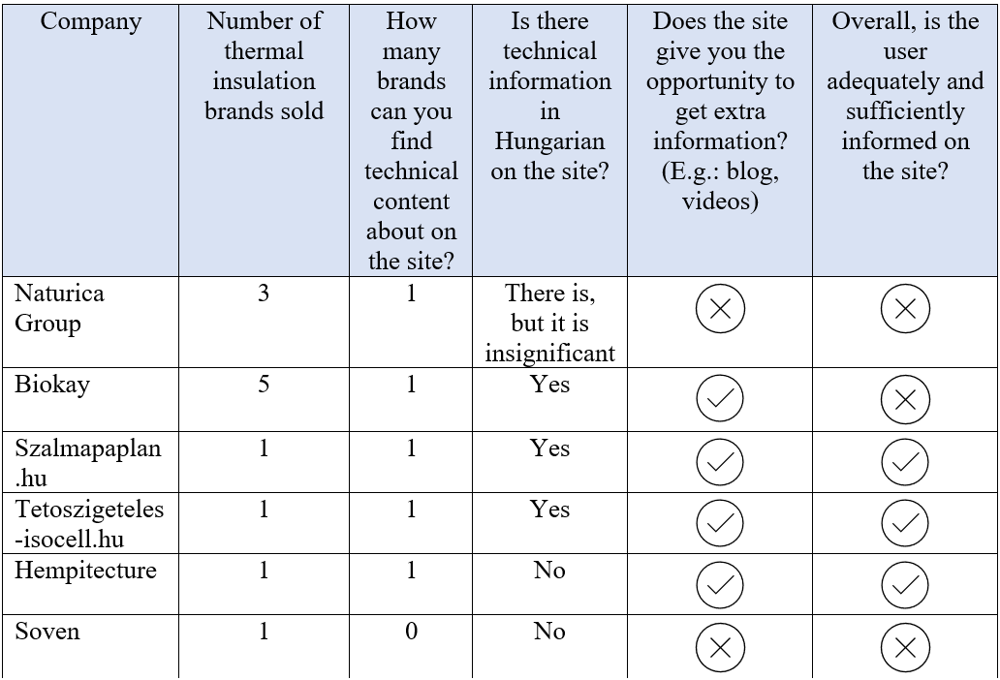 Company
Number of
thermal
insulation
brands sold
How
many
brands
can you
find
technical
content
about on
the site?
Is there
technical
information
in
Hungarian
on the site?
Does the site
give you the
opportunity to
get extra
information?
(E.g.: blog,
videos)
Overall, is the
user
adequately and
sufficiently
informed on
the site?
Naturica
Group
3
1
There is,
but it is
insignificant
Biokay
5
1
Yes
Szalmapaplan
.hu
1
1
Yes
Tetoszigeteles
-isocell.hu
1
1
Yes
Hempitecture
1
1
No
Soven
1
0
No